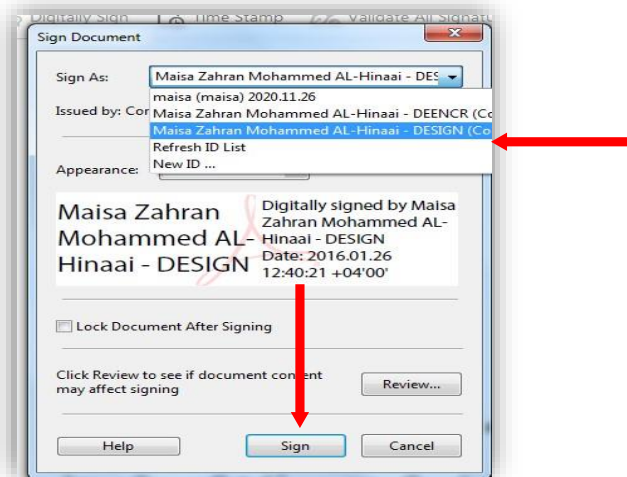 Digitally Sign Time Stamp Validate All Signatu
Sign Document
Sign As: Maisa Zahran Mohammed AL-Hinaai - DES
maisa (maisa) 2020.11.26
Issued by: Cor Maisa Zahran Mohammed AL-Hinaai - DEENCR (Co
Maisa Zahran Mohammed AL-Hinaai - DESIGN (Co
Refresh ID List
New ID ...
Appearance:
Maisa Zahran
Mohammed AL-
Hinaai - DESIGN
Digitally signed by Maisa
Zahran Mohammed AL-
Hinaai - DESIGN
Date: 2016.01.26
12:40:21 +04'00'
Lock Document After Signing
Click Review to see if document content
may affect signing
Review...
Help Sign Cancel